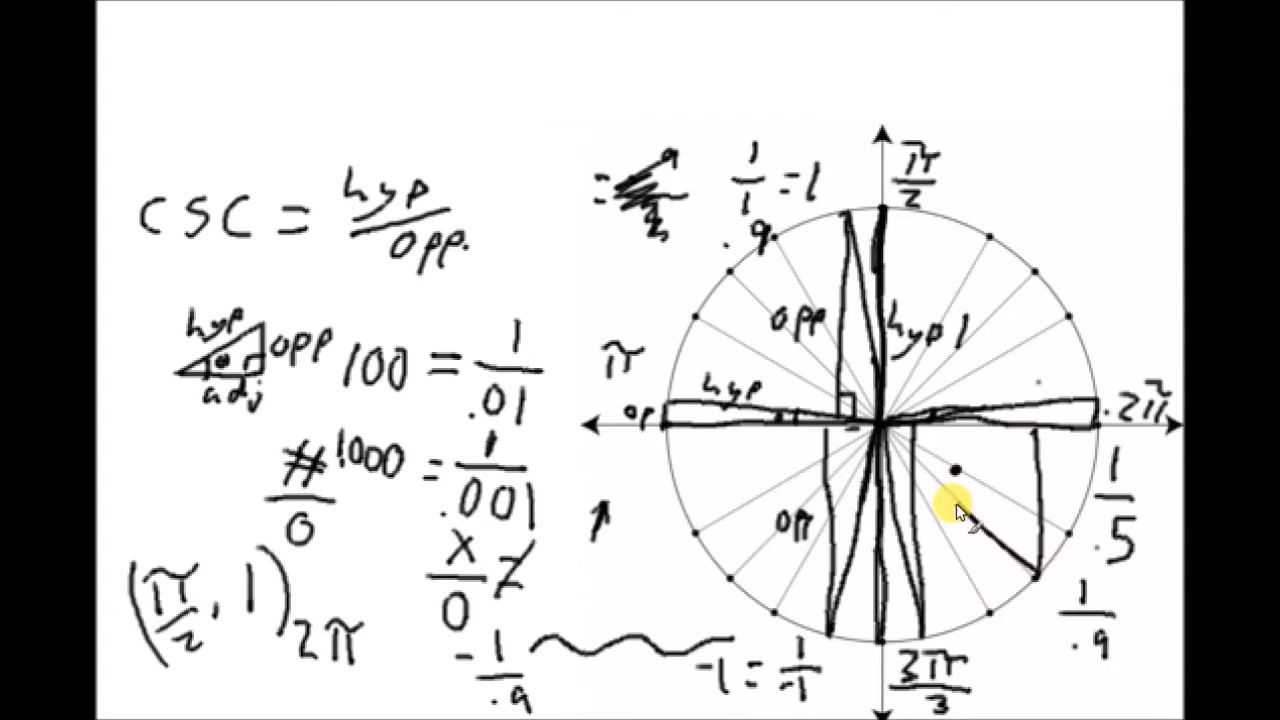 CSC = hyp/opp.
=
1/1 = 1
.9
π/2
hyp
opp
θ
adj
100 = 1/.01
#/0
1000 = 1/.001
x/0
(π/2, 1)
2π
-1/.9
-1 = 1/-1
3π/3
π
opp
hyp 1
hyp
op
2π
opp
1/.5
1/.9